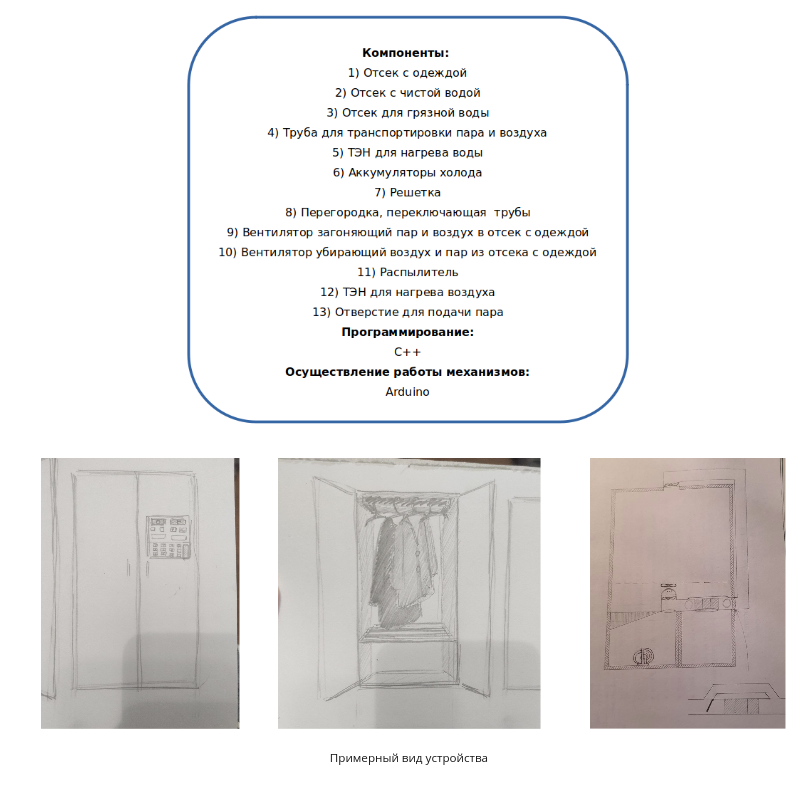 Компоненты:
1) Отсек с одеждой
2) Отсек с чистой водой
3) Отсек для грязной воды
4) Труба для транспортировки пара и воздуха
5) ТЭН для нагрева воды
6) Аккумуляторы холода
7) Решетка
8) Перегородка, переключающая  трубы
9) Вентилятор загоняющий пар и воздух в отсек с одеждой
10) Вентилятор убирающий воздух и пар из отсека с одеждой
11) Распылитель
12) ТЭН для нагрева воздуха
13) Отверстие для подачи пара
Программирование:
C++
Осуществление работы механизмов:
Arduino
Примерный вид устройства